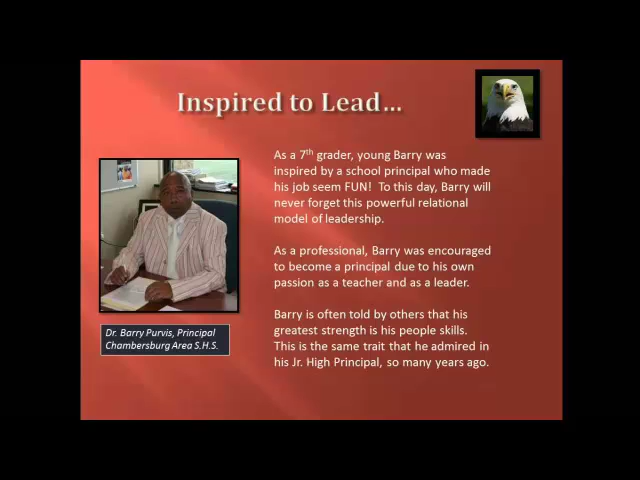 Inspired to Lead...
As a 7th grader, young Barry was
inspired by a school principal who made
his job seem FUN!  To this day, Barry will
never forget this powerful relational
model of leadership.
As a professional, Barry was encouraged
to become a principal due to his own
passion as a teacher and as a leader.
Barry is often told by others that his
greatest strength is his people skills.
This is the same trait that he admired in
his Jr. High Principal, so many years ago.
Dr. Barry Purvis, Principal
Chambersburg Area S.H.S.